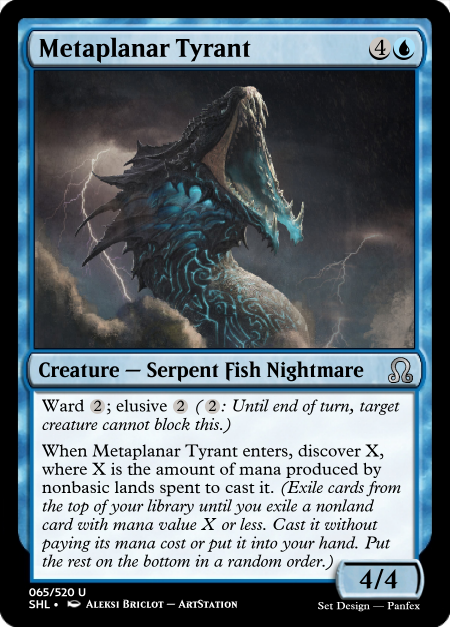 Metaplanar Tyrant 4
Creature — Serpent Fish Nightmare
Ward 2; elusive 2 (2: Until end of turn, target
creature cannot block this.)
When Metaplanar Tyrant enters, discover X,
where X is the amount of mana produced by
nonbasic lands spent to cast it. (Exile cards from
the top of your library until you exile a nonland
card with mana value X or less. Cast it without
paying its mana cost or put it into your hand. Put
the rest on the bottom in a random order.)
4/4
065/520 U
SHL • Aleksi Briclot — ArtStation
Set Design — Panfex